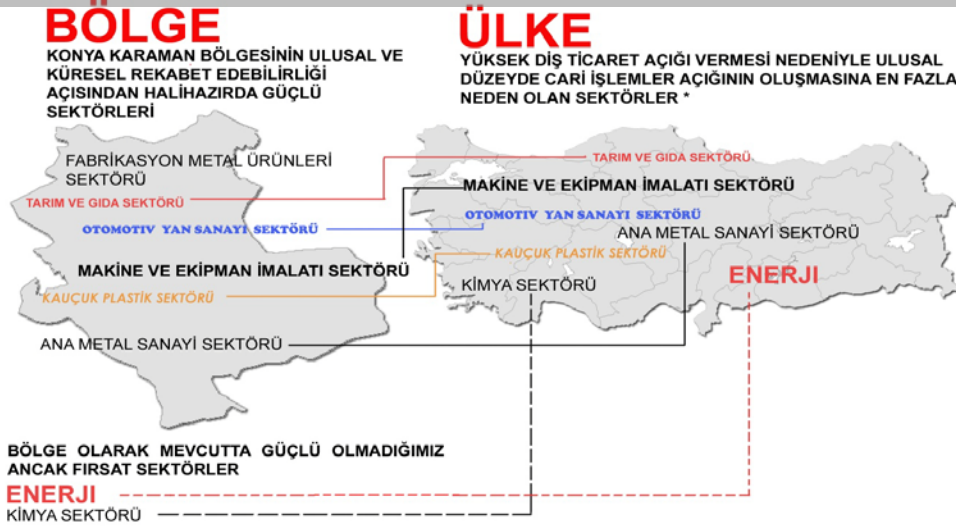 BÖLGE
KONYA KARAMAN BÖLGESİNİN ULUSAL VE
KÜRESEL REKABET EDEBİLİRLİĞİ
AÇISINDAN HALİHAZIRDA GÜÇLÜ
SEKTÖRLERİ
FABRİKASYON METAL ÜRÜNLERİ
SEKTÖRÜ
TARIM VE GIDA SEKTÖRÜ
OTOMOTIV YAN SANAYİ SEKTÖRÜ
MAKİNE VE EKİPMAN İMALATI SEKTÖRÜ
KAUÇUK PLASTİK SEKTÖRÜ
ANA METAL SANAYİ SEKTÖRÜ
ÜLKE
YÜKSEK DİŞ TİCARET AÇIĞI VERMESİ NEDENİYLE ULUSAL
DÜZEYDE CARİ İŞLEMLER AÇIĞININ OLUŞMASINA EN FAZLA
NEDEN OLAN SEKTÖRLER *
TARIM VE GIDA SEKTÖRÜ
MAKİNE VE EKİPMAN İMALATI SEKTÖRÜ
OTOMOTIV YAN SANAYI SEKTÖRÜ
ANA METAL SANAYİ SEKTÖRÜ
KAUÇUK PLASTİK SEKTÖRÜ
KİMYA SEKTÖRÜ
ENERJI
BÖLGE OLARAK MEVCUTTA GÜÇLÜ OLMADIĞIMIZ
ANCAK FIRSAT SEKTÖRLER
ENERJI
KİMYA SEKTÖRÜ